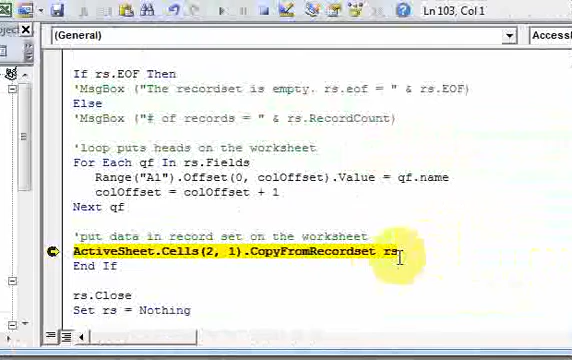 Ln 103, Col 1
(General)
Access
If rs.EOF Then
'MsgBox ("The recordset is empty. rs.eof = " & rs.EOF)
Else
'MsgBox ("# of records = " & rs.RecordCount)
'loop puts heads on the worksheet
For Each qf In rs.Fields
Range("A1").Offset(0, colOffset).Value = qf.name
colOffset = colOffset + 1
Next qf
'put data in record set on the worksheet
ActiveSheet.Cells(2, 1).CopyFromRecordset rs
End If
rs.Close
Set rs = Nothing